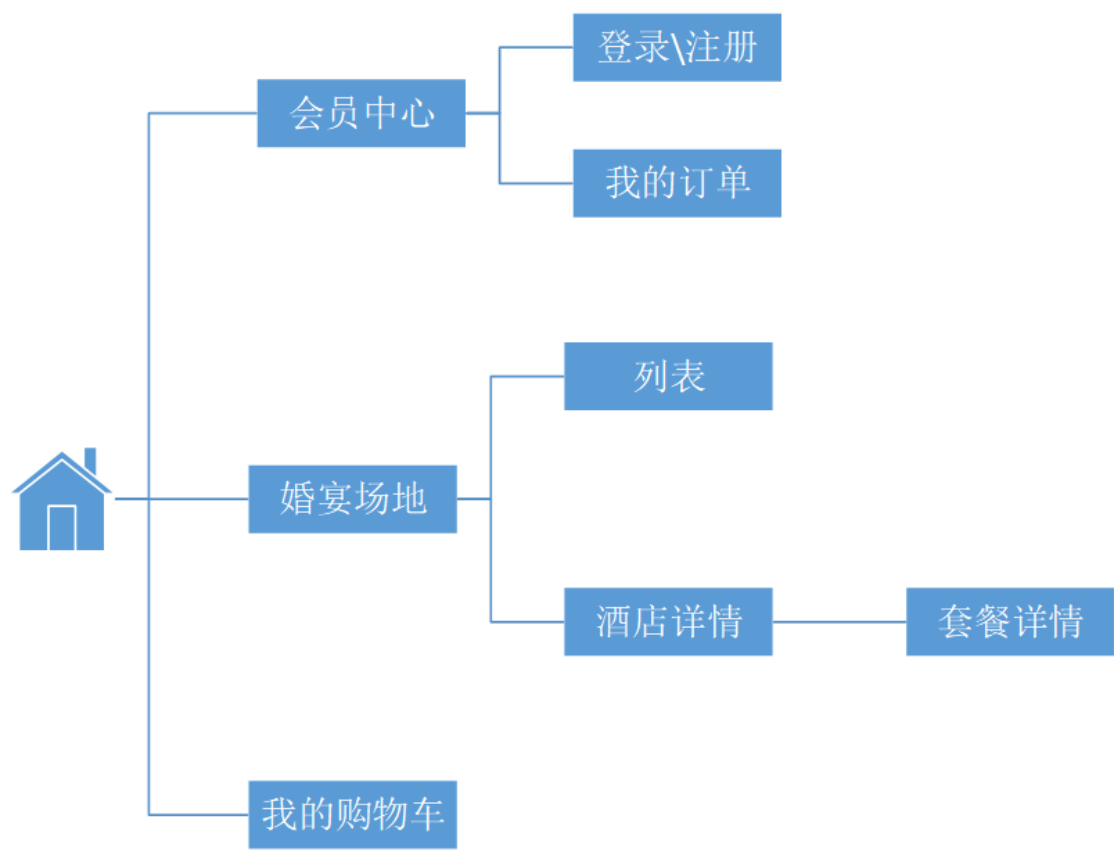 会员中心
登录\注册
我的订单
婚宴场地
列表
酒店详情
套餐详情
我的购物车